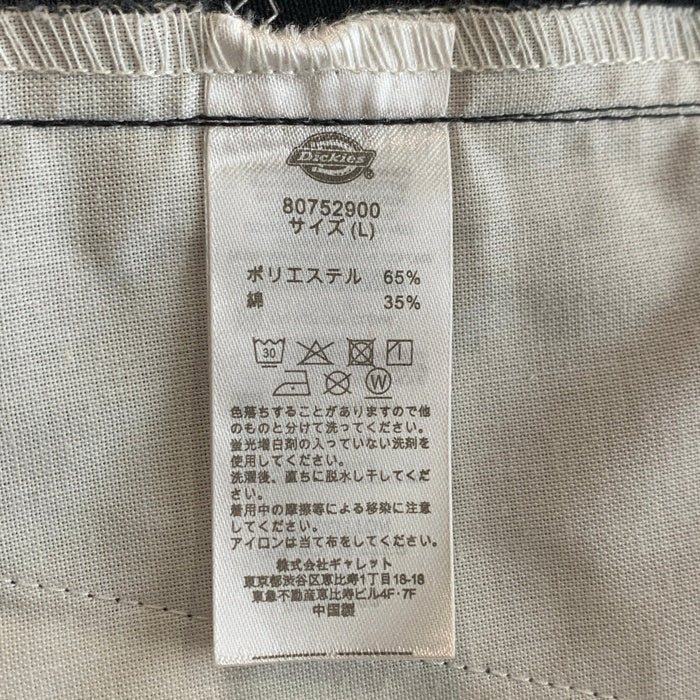 Dickies
®
80752900
サイズ(L)
ポリエステル 65%
綿 35%
30
W
色落ちすることがありますので他
のものと分けて洗ってください。
蛍光増白剤の入っていない洗剤を
使用してください。
洗濯後、直ちに脱水し干してください。
着用中の摩擦等による移染に注意
してください。
アイロンは当て布をしてください。
株式会社ギャレット
東京都渋谷区恵比寿1丁目18-18
東急不動産恵比寿ビル4F・7F
中国製